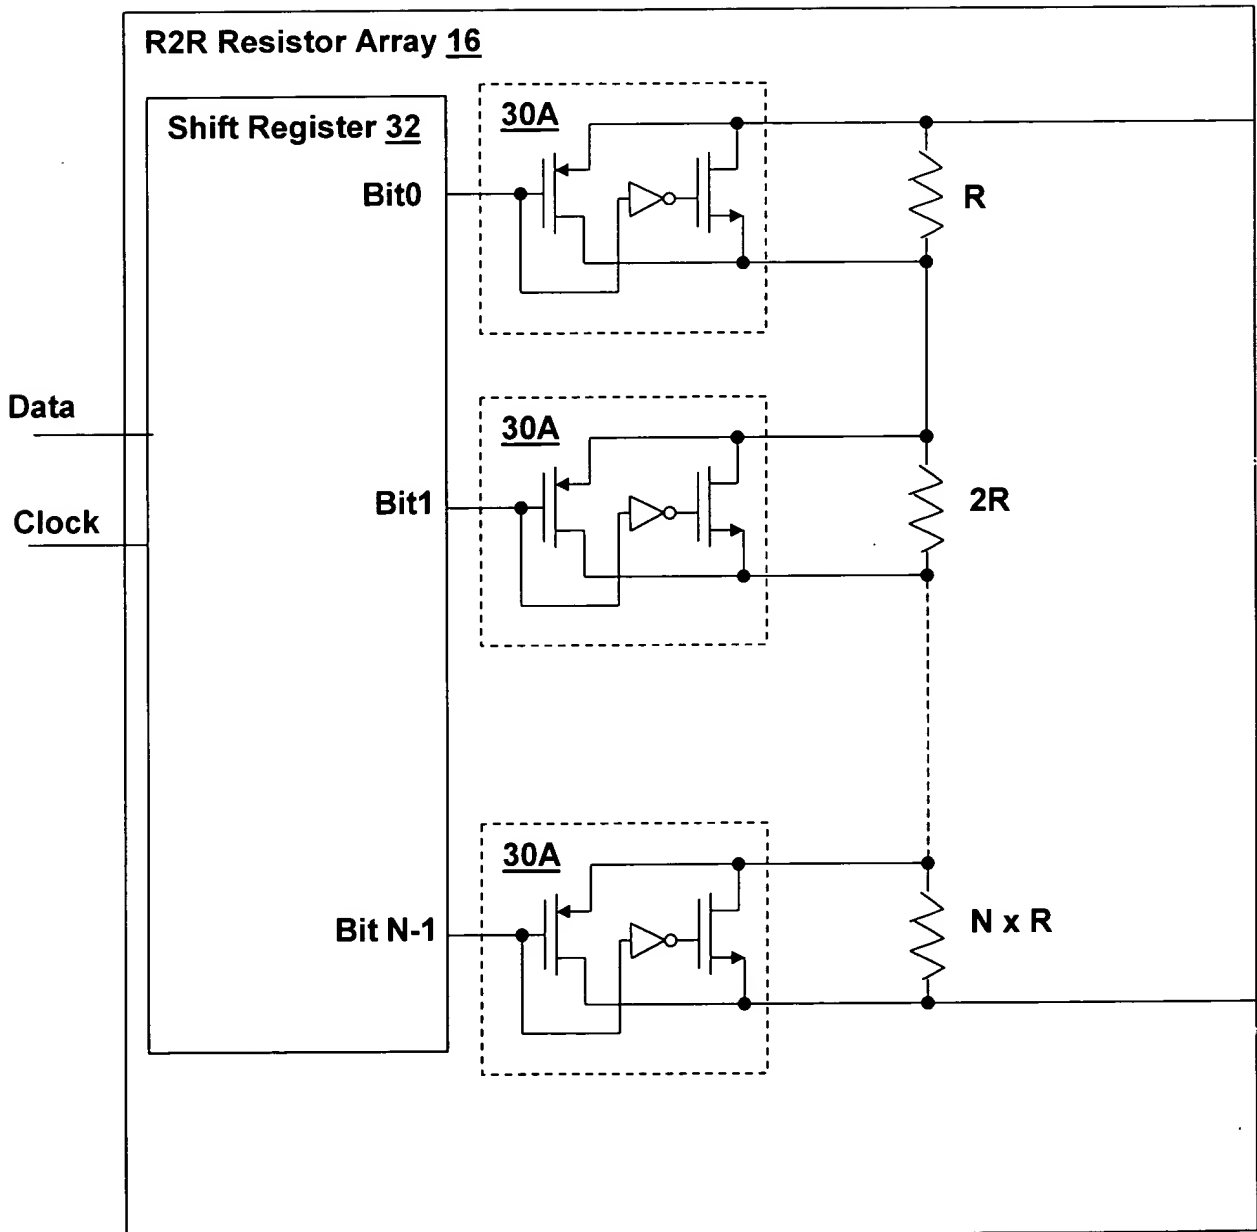 R2R Resistor Array 16
Shift Register 32
30A
Bit0
R
Data
30A
Bit1
2R
Clock
30A
Bit N-1
N x R